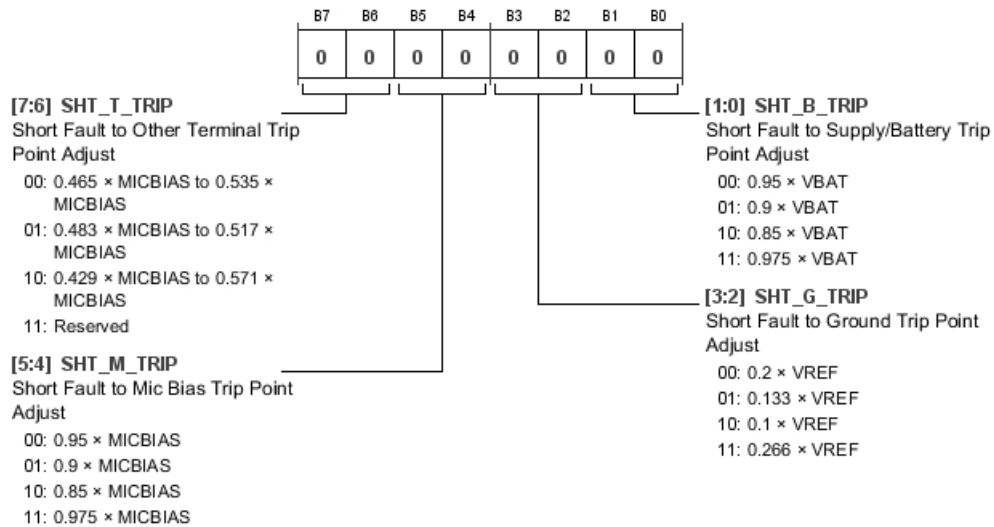 B7 B6 B5 B4 B3 B2 B1 B0
0 0 0 0 0 0 0 0
[7:6] SHT_T_TRIP
Short Fault to Other Terminal Trip
Point Adjust
00: 0.465 × MICBIAS to 0.535 ×
MICBIAS
01: 0.483 × MICBIAS to 0.517 ×
MICBIAS
10: 0.429 × MICBIAS to 0.571 ×
MICBIAS
11: Reserved
[5:4] SHT_M_TRIP
Short Fault to Mic Bias Trip Point
Adjust
00: 0.95 × MICBIAS
01: 0.9 × MICBIAS
10: 0.85 × MICBIAS
11: 0.975 × MICBIAS
[1:0] SHT_B_TRIP
Short Fault to Supply/Battery Trip
Point Adjust
00: 0.95 × VBAT
01: 0.9 × VBAT
10: 0.85 × VBAT
11: 0.975 × VBAT
[3:2] SHT_G_TRIP
Short Fault to Ground Trip Point
Adjust
00: 0.2 × VREF
01: 0.133 × VREF
10: 0.1 × VREF
11: 0.266 × VREF